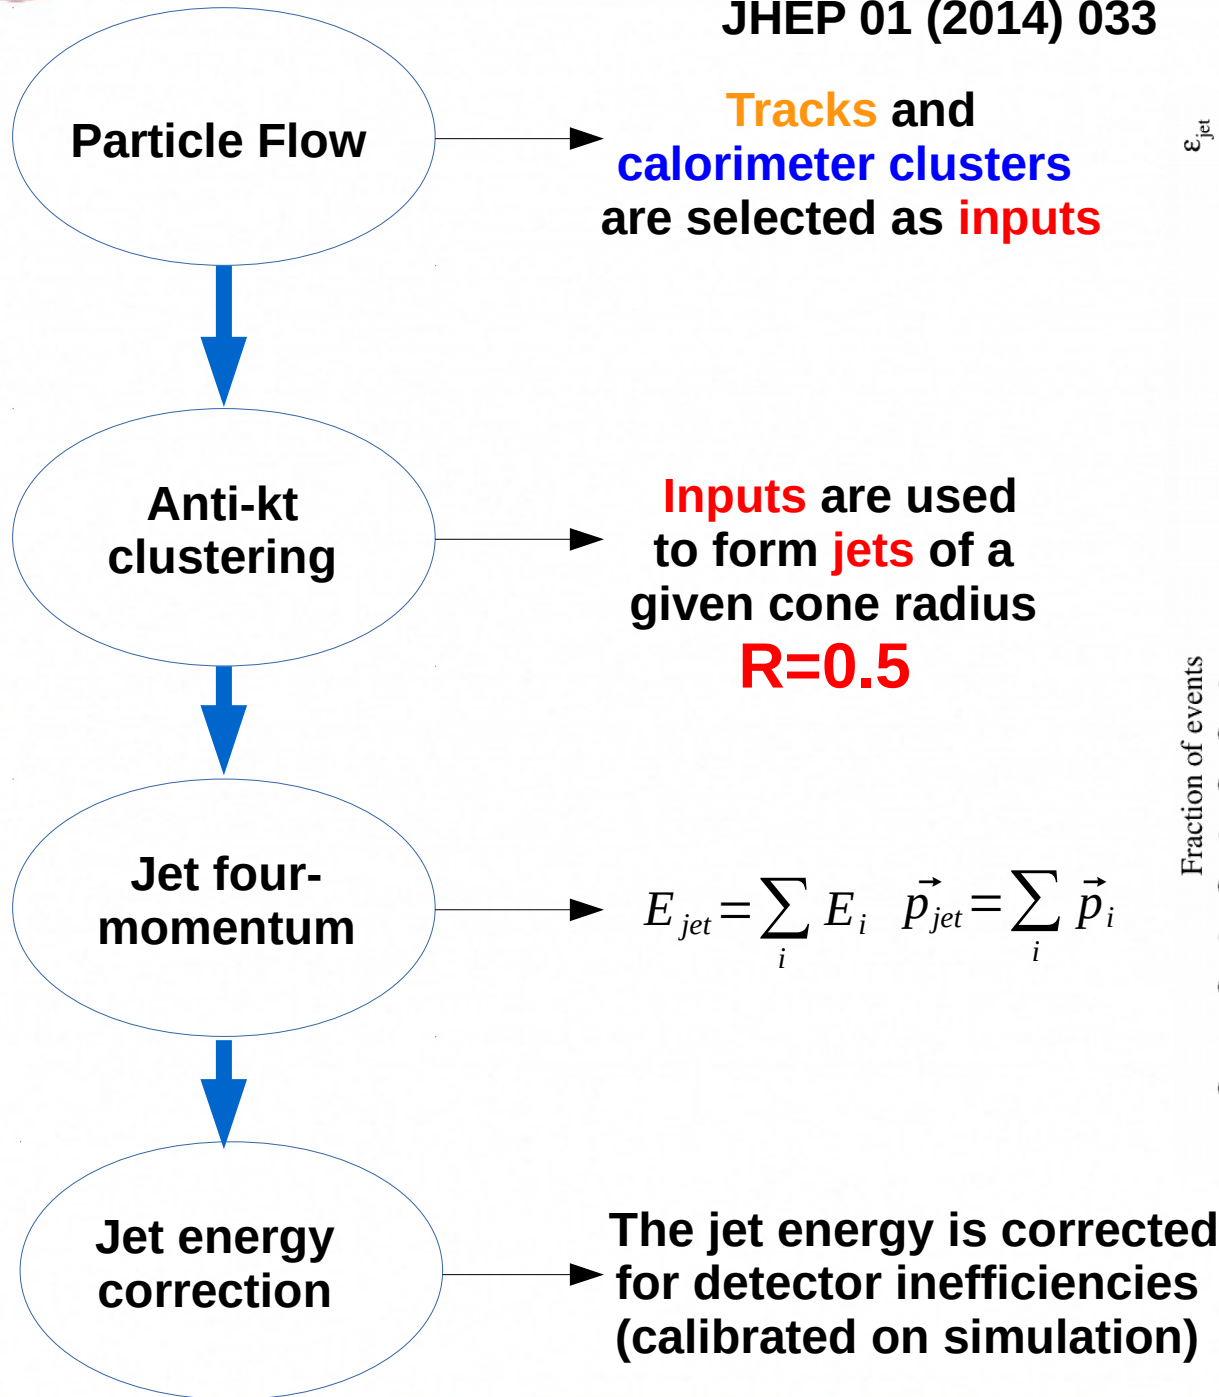 JHEP 01 (2014) 033
Particle Flow
Tracks and
calorimeter clusters
are selected as inputs
ε_jet
Anti-kt
clustering
Inputs are used
to form jets of a
given cone radius
R=0.5
Fraction of events
Jet four-
momentum
E_jet = ∑_i E_i   p⃗_jet = ∑_i p⃗_i
Jet energy
correction
The jet energy is corrected
for detector inefficiencies
(calibrated on simulation)